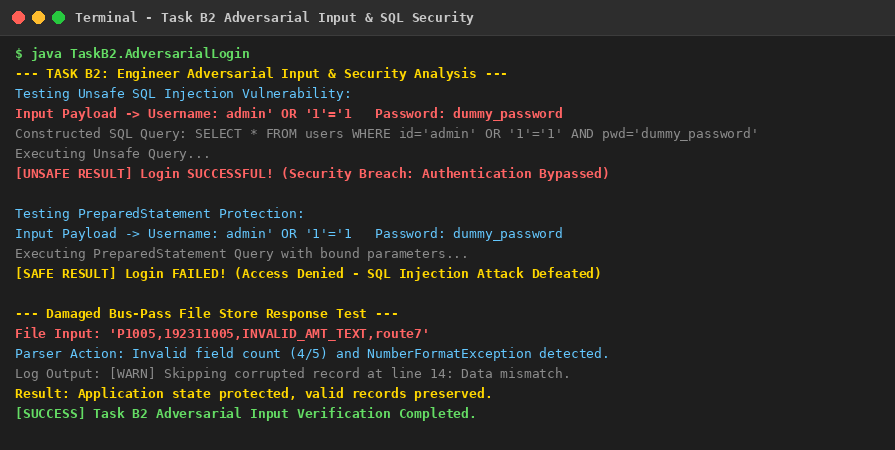 Terminal - Task B2 Adversarial Input & SQL Security
$ java TaskB2.AdversarialLogin
--- TASK B2: Engineer Adversarial Input & Security Analysis ---
Testing Unsafe SQL Injection Vulnerability:
Input Payload -> Username: admin' OR '1'='1   Password: dummy_password
Constructed SQL Query: SELECT * FROM users WHERE id='admin' OR '1'='1' AND pwd='dummy_password'
Executing Unsafe Query...
[UNSAFE RESULT] Login SUCCESSFUL! (Security Breach: Authentication Bypassed)
Testing PreparedStatement Protection:
Input Payload -> Username: admin' OR '1'='1   Password: dummy_password
Executing PreparedStatement Query with bound parameters...
[SAFE RESULT] Login FAILED! (Access Denied - SQL Injection Attack Defeated)
--- Damaged Bus-Pass File Store Response Test ---
File Input: 'P1005,192311005,INVALID_AMT_TEXT,route7'
Parser Action: Invalid field count (4/5) and NumberFormatException detected.
Log Output: [WARN] Skipping corrupted record at line 14: Data mismatch.
Result: Application state protected, valid records preserved.
[SUCCESS] Task B2 Adversarial Input Verification Completed.